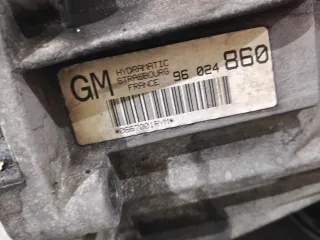 GM HYDRAMATIC
STRASBOURG 96 024 860
FRANCE